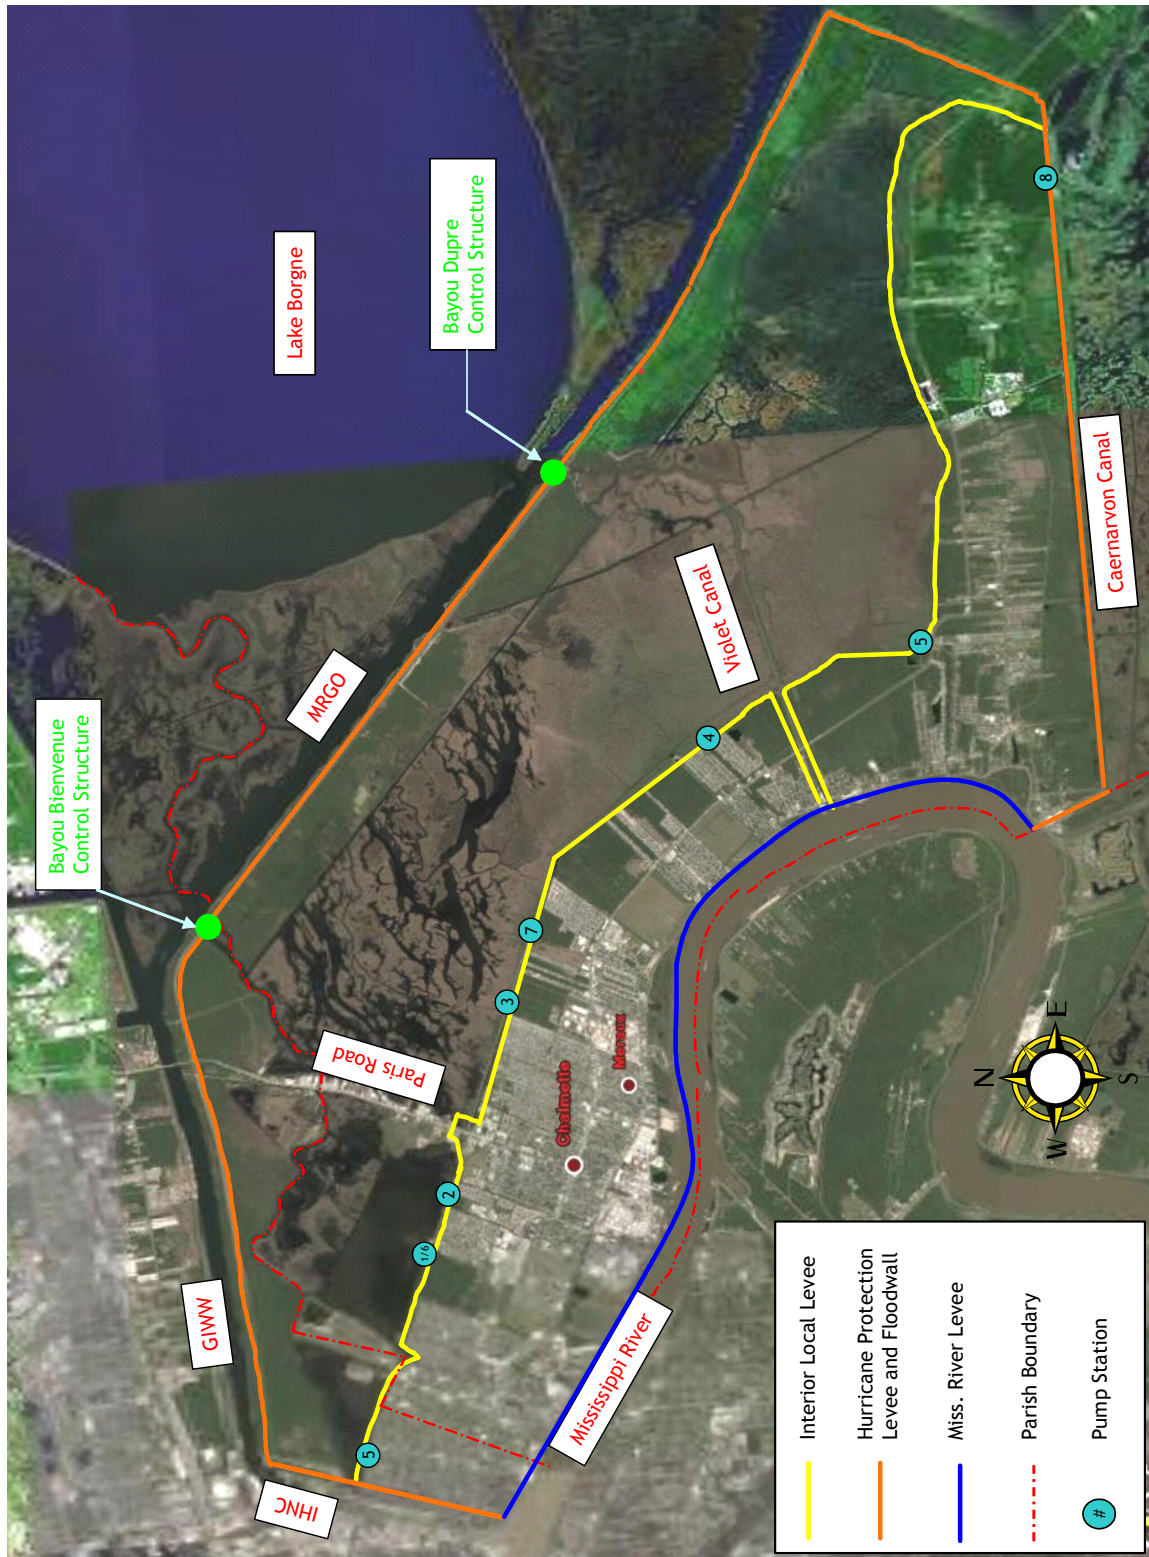 Lake Borgne
Bayou Dupre
Control Structure
Bayou Bienvenue
Control Structure
MRGO
Violet Canal
Caernarvon Canal
Paris Road
GIWW
IHNC
Mississippi River
Chalmette
Meraux
8
5
4
7
3
2
1/6
5
N
E
S
W
Interior Local Levee
Hurricane Protection
Levee and Floodwall
Miss. River Levee
Parish Boundary
# Pump Station